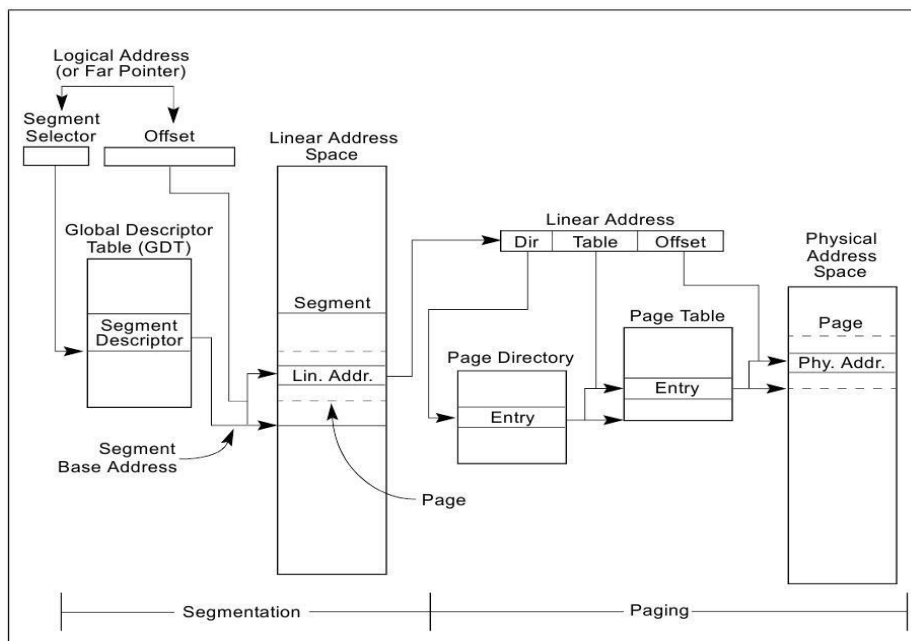 Logical Address
(or Far Pointer)
Segment
Selector
Offset
Linear Address
Space
Global Descriptor
Table (GDT)
Segment
Descriptor
Segment
Base Address
Segment
Lin. Addr.
Page
Linear Address
Dir Table Offset
Page Directory
Entry
Page Table
Entry
Physical
Address
Space
Page
Phy. Addr.
Segmentation
Paging